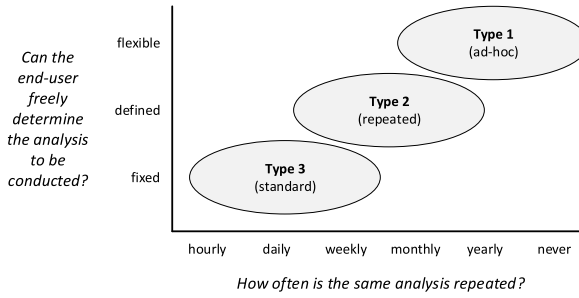 Can the
end-user
freely
determine
the analysis
to be
conducted?
flexible
defined
fixed
Type 1
(ad-hoc)
Type 2
(repeated)
Type 3
(standard)
hourly daily weekly monthly yearly never
How often is the same analysis repeated?